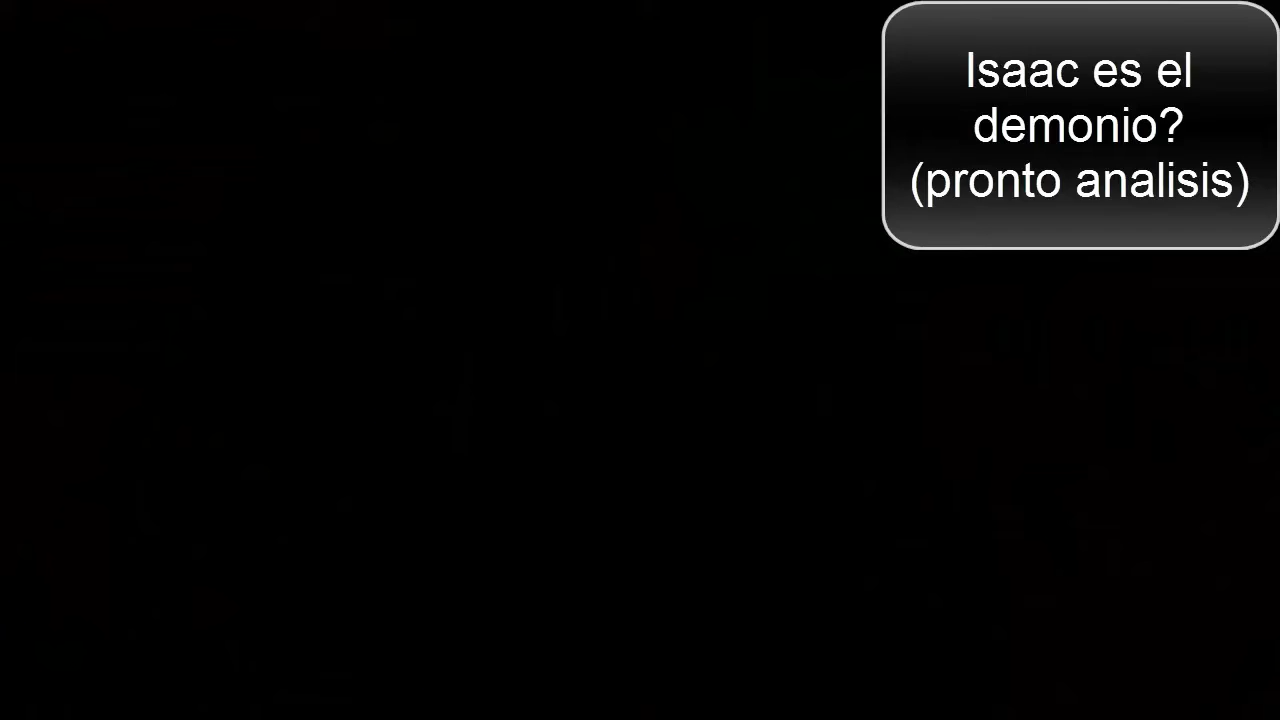 Isaac es el
demonio?
(pronto analisis)